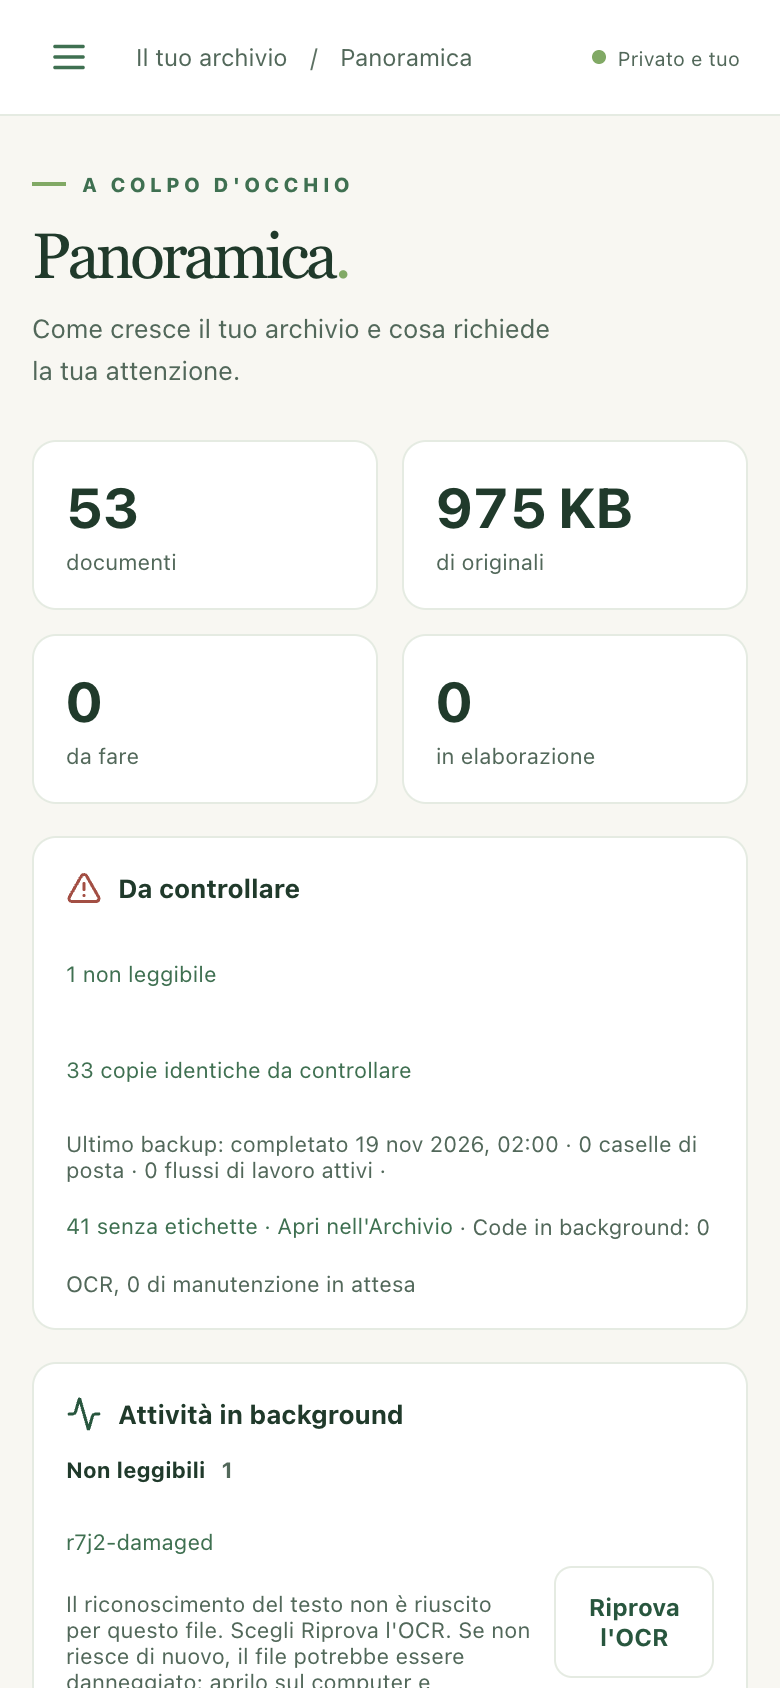 Il tuo archivio / Panoramica
Privato e tuo
A COLPO D'OCCHIO
Panoramica.
Come cresce il tuo archivio e cosa richiede
la tua attenzione.
53
documenti
975 KB
di originali
0
da fare
0
in elaborazione
Da controllare
1 non leggibile
33 copie identiche da controllare
Ultimo backup: completato 19 nov 2026, 02:00 · 0 caselle di
posta · 0 flussi di lavoro attivi ·
41 senza etichette · Apri nell'Archivio · Code in background: 0
OCR, 0 di manutenzione in attesa
Attività in background
Non leggibili 1
r7j2-damaged
Il riconoscimento del testo non è riuscito
per questo file. Scegli Riprova l'OCR. Se non
riesce di nuovo, il file potrebbe essere
danneggiato: aprilo sul computer e
Riprova
l'OCR